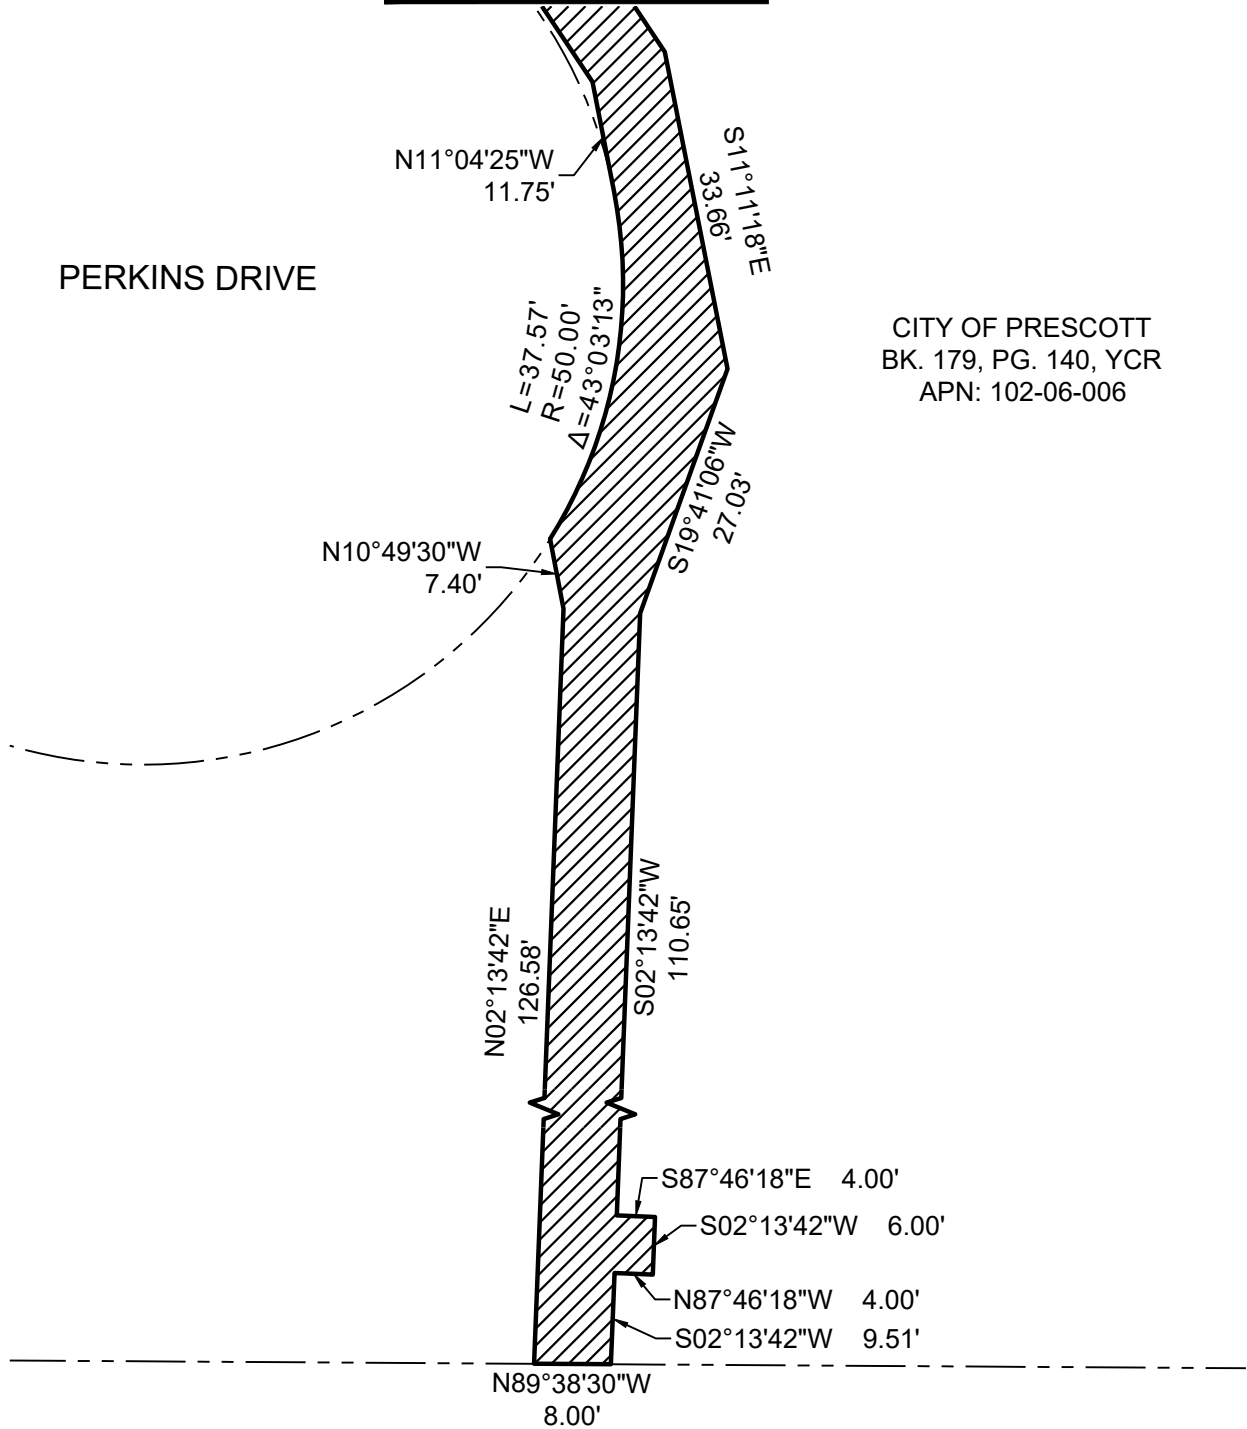 N11°04'25"W
11.75'
S11°11'18"E
33.66'
PERKINS DRIVE
L=37.57'
R=50.00'
Δ=43°03'13"
CITY OF PRESCOTT
BK. 179, PG. 140, YCR
APN: 102-06-006
S19°41'06"W
27.03'
N10°49'30"W
7.40'
N02°13'42"E
126.58'
S02°13'42"W
110.65'
S87°46'18"E 4.00'
S02°13'42"W 6.00'
N87°46'18"W 4.00'
S02°13'42"W 9.51'
N89°38'30"W
8.00'